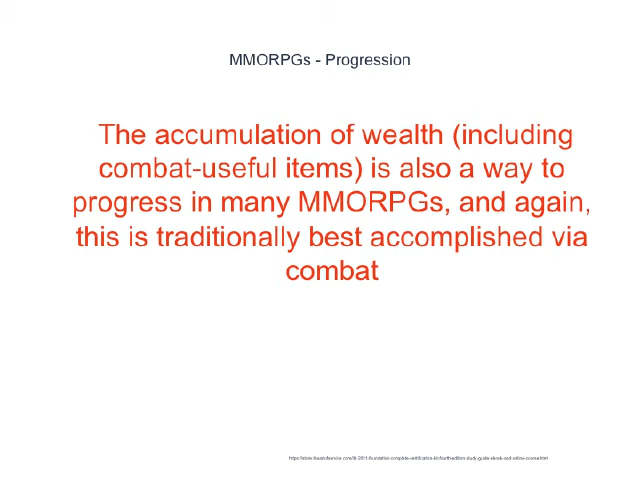 MMORPGs - Progression
The accumulation of wealth (including
combat-useful items) is also a way to
progress in many MMORPGs, and again,
this is traditionally best accomplished via
combat